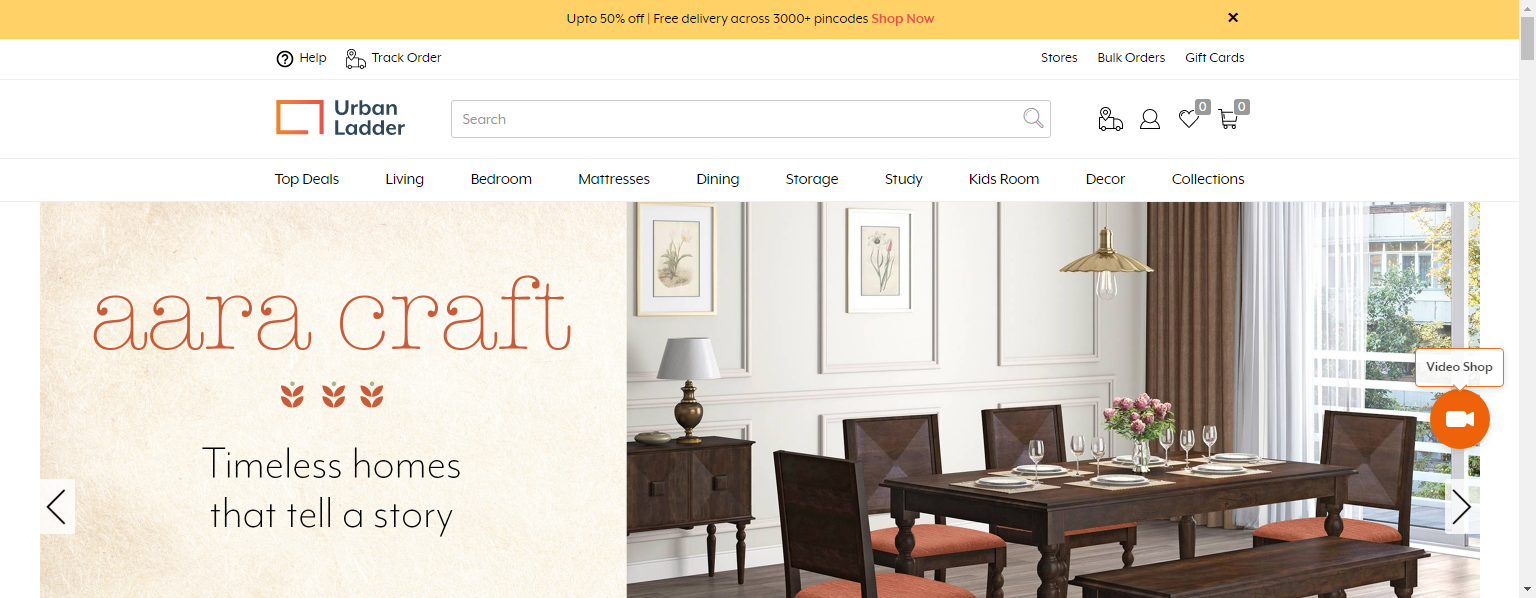 Upto 50% off | Free delivery across 3000+ pincodes Shop Now
Help Track Order Stores Bulk Orders Gift Cards
Urban
Ladder
Search
0 0
Top Deals Living Bedroom Mattresses Dining Storage Study Kids Room Decor Collections
aara craft
Timeless homes
that tell a story
Video Shop